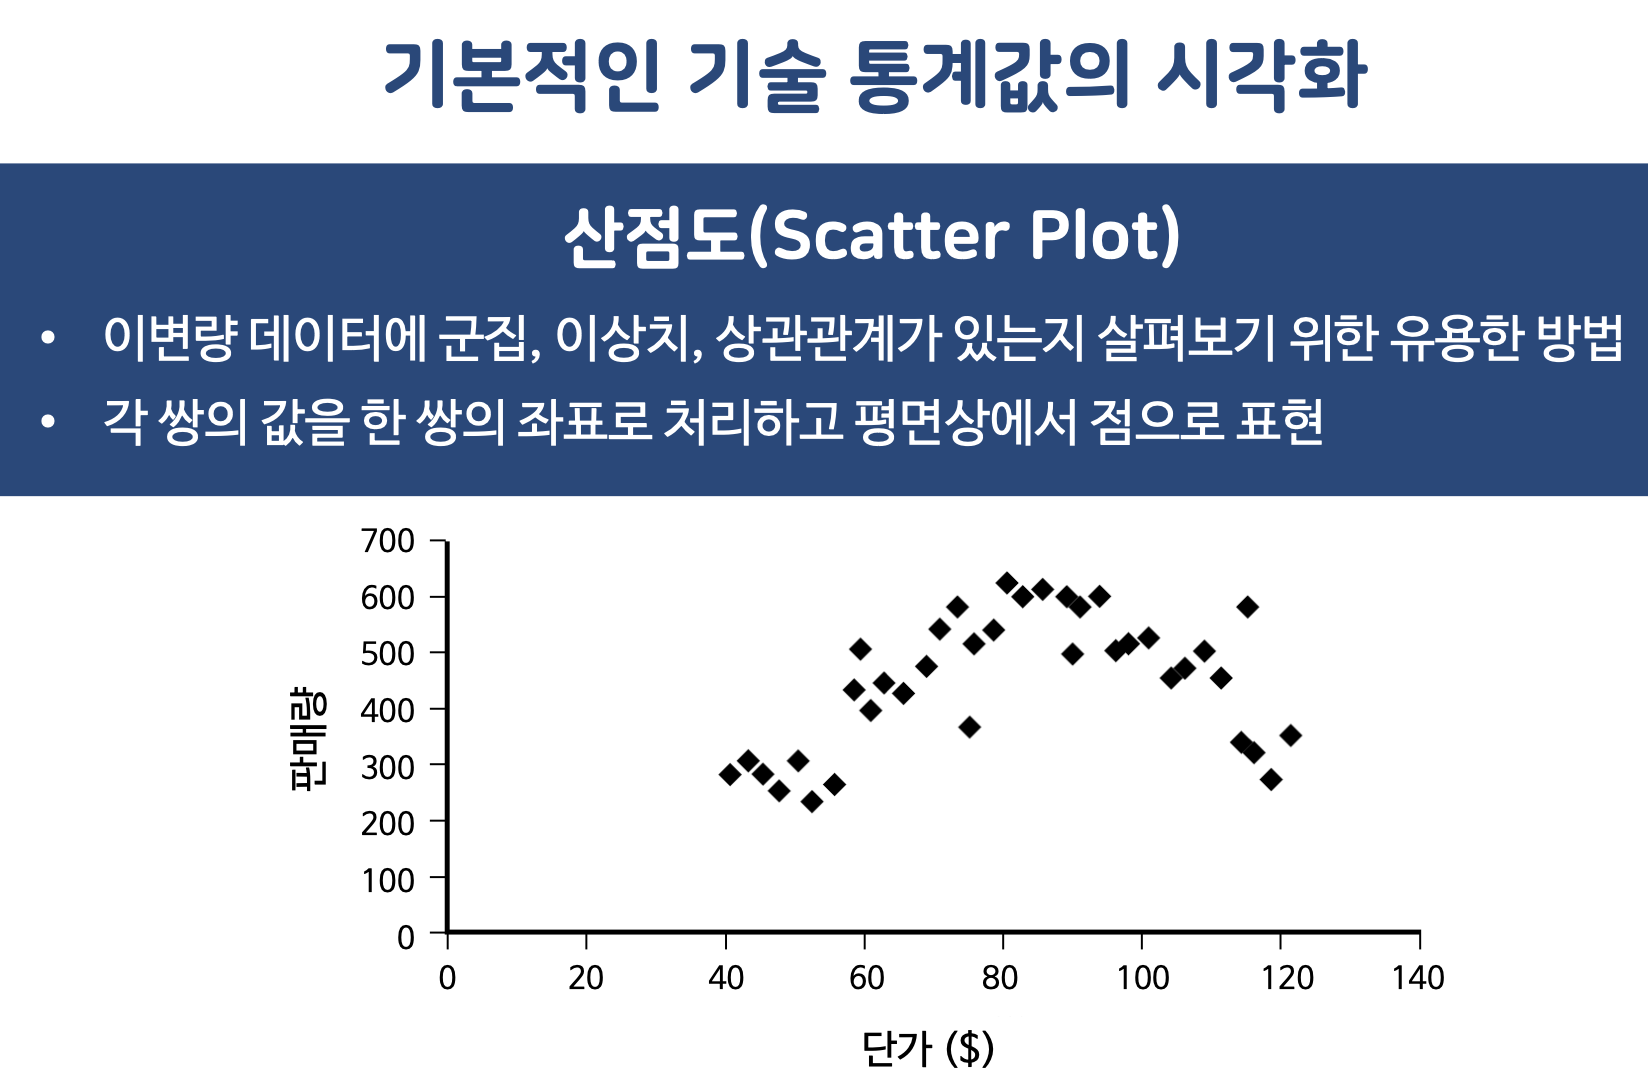 기본적인 기술 통계값의 시각화
산점도(Scatter Plot)
• 이변량 데이터에 군집, 이상치, 상관관계가 있는지 살펴보기 위한 유용한 방법
• 각 쌍의 값을 한 쌍의 좌표로 처리하고 평면상에서 점으로 표현
700
600
500
400
300
200
100
0
판매량
0 20 40 60 80 100 120 140
단가 ($)